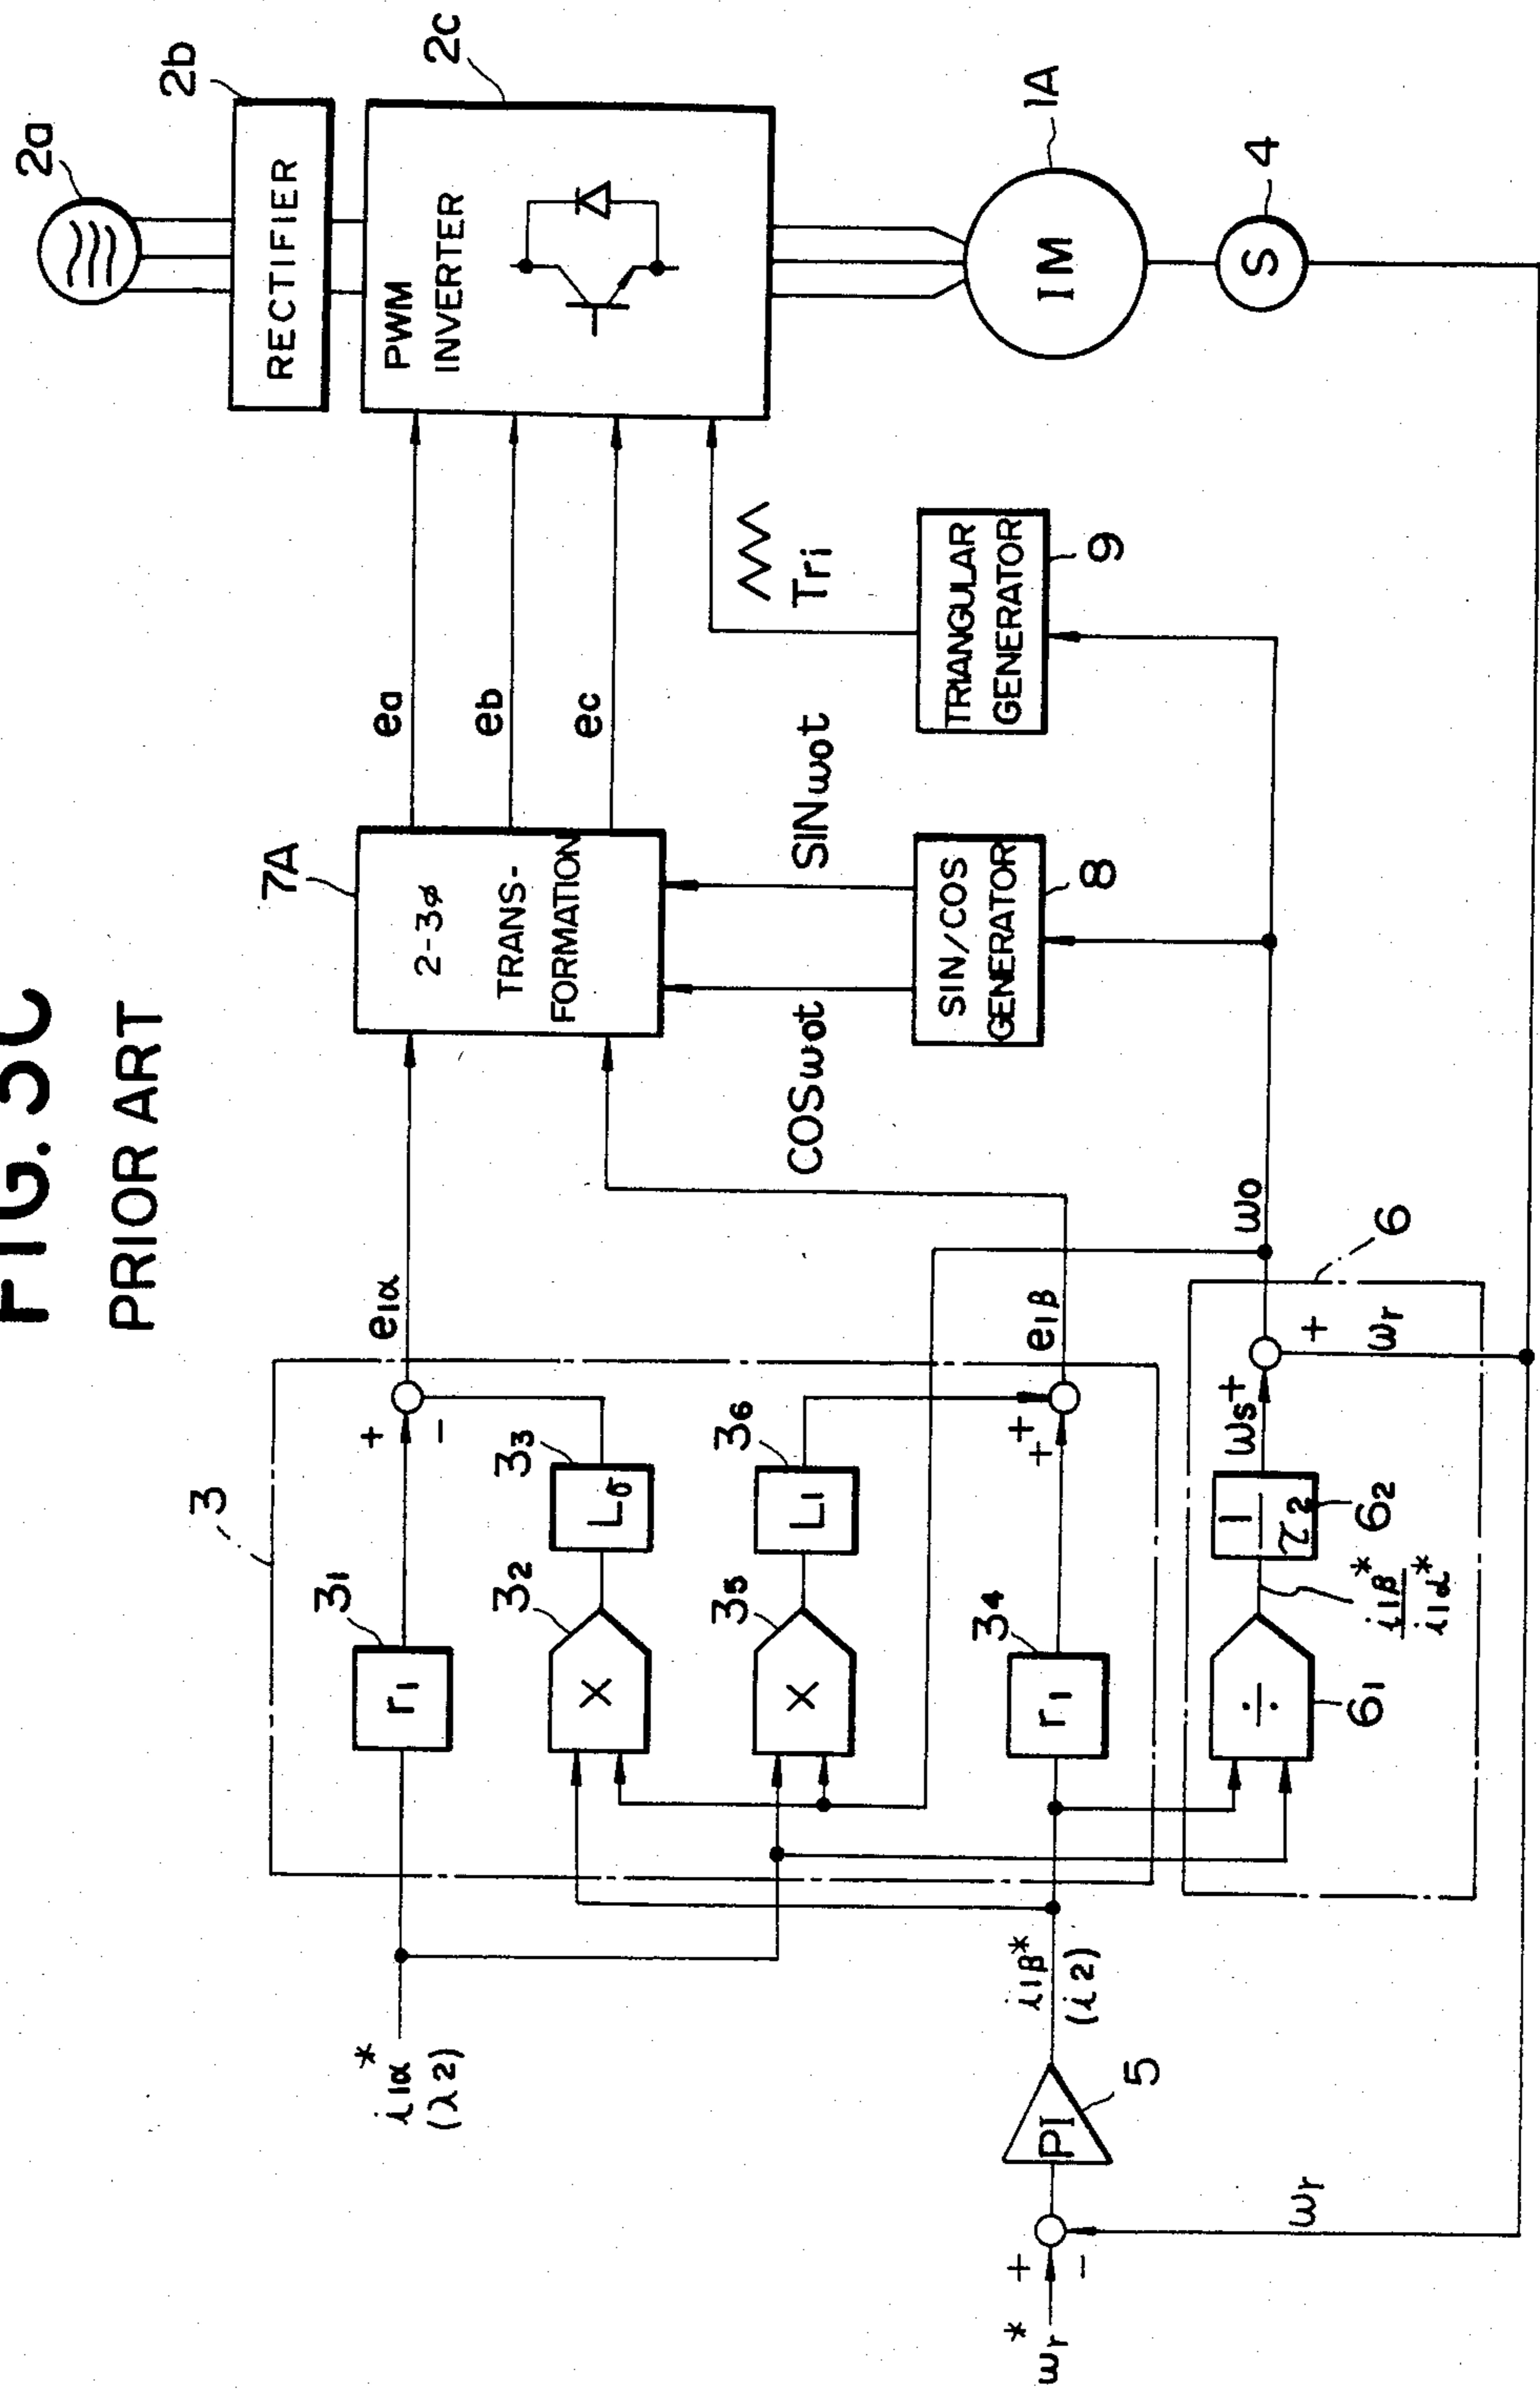 FIG. 3C
PRIOR ART
2a
2b
RECTIFIER
2c
PWM
INVERTER
1A
IM
4
S
7A
2-3φ
TRANS-
FORMATION
ea
eb
ec
Tri
TRIANGULAR
GENERATOR
9
SINωot
COSωot
SIN/COS
GENERATOR
8
3
e1α
e1β
+
-
31
r1
32
X
33
Lσ
35
X
36
L1
34
r1
+
+
6
ωo
ωs
+
+
ωr
1
τ2
62
÷
61
i1β*
i1α*
i1α*
(λ2)
i1β*
(i2)
PI
5
ωr*
+
-
ωr